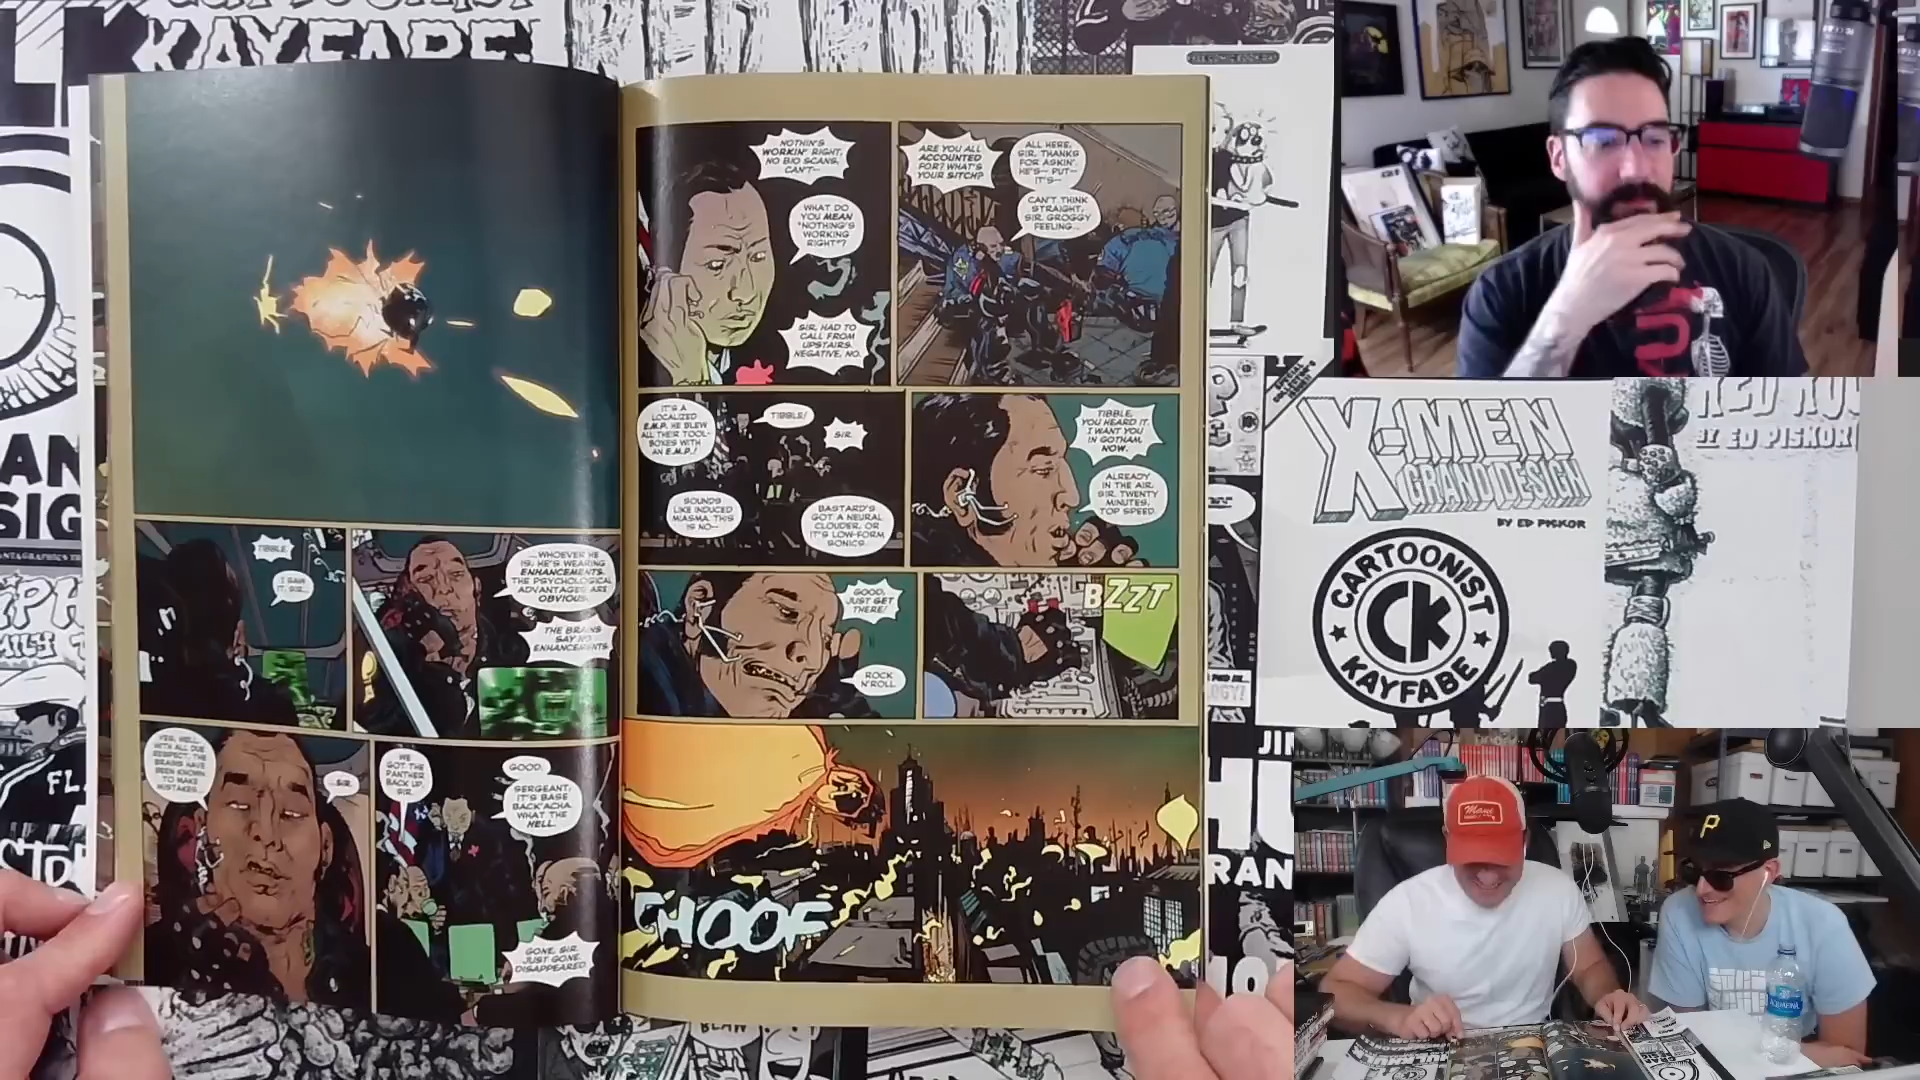 KAYFABE
NOTHIN'S
WORKIN' RIGHT,
NO BIO SCANS,
CAN'T—
WHAT DO
YOU MEAN
"NOTHING'S
WORKING
RIGHT"?
SIR, HAD TO
CALL FROM
UPSTAIRS.
NEGATIVE, NO.
ARE YOU ALL
ACCOUNTED
FOR? WHAT'S
YOUR SITCH?
ALL HERE,
SIR. THANKS
FOR ASKIN'.
HE'S— PUT—
IT'S—
CAN'T THINK
STRAIGHT,
SIR. GROGGY
FEELING...
IT'S A
LOCALIZED
E.M.P. HE BLEW
ALL THEIR TOOL-
BOXES WITH
AN E.M.P.!
TIBBLE!
SIR.
SOUNDS
LIKE INDUCED
MIASMA. THIS
IS NO—
BASTARD'S
GOT A NEURAL
CLOUDER, OR
IT'S LOW-FORM
SONICS.
TIBBLE,
YOU HEARD IT.
I WANT YOU
IN GOTHAM,
NOW.
ALREADY
IN THE AIR,
SIR. TWENTY
MINUTES,
TOP SPEED.
GOOD,
JUST GET
THERE!
ROCK
N'ROLL.
BZZT
CHOOF
TIBBLE.
I SAW
IT, SIR...
...WHOEVER HE
IS, HE'S WEARING
ENHANCEMENTS.
THE PSYCHOLOGICAL
ADVANTAGES ARE
OBVIOUS.
THE BRAINS
SAY NO
ENHANCEMENTS.
YES, WELL,
WITH ALL DUE
RESPECT, THE
BRAINS HAVE
BEEN KNOWN
TO MAKE
MISTAKES...
...SIR.
WE
GOT THE
PANTHER
BACK UP,
SIR.
GOOD.
SERGEANT,
IT'S BASE
BACK'ACHA.
WHAT THE
HELL.
GONE, SIR.
JUST GONE.
DISAPPEARED.
X-MEN
GRAND DESIGN
BY ED PISKOR
RED ROOM
BY ED PISKOR
CARTOONIST
CK
KAYFABE
P
AQUAFINA